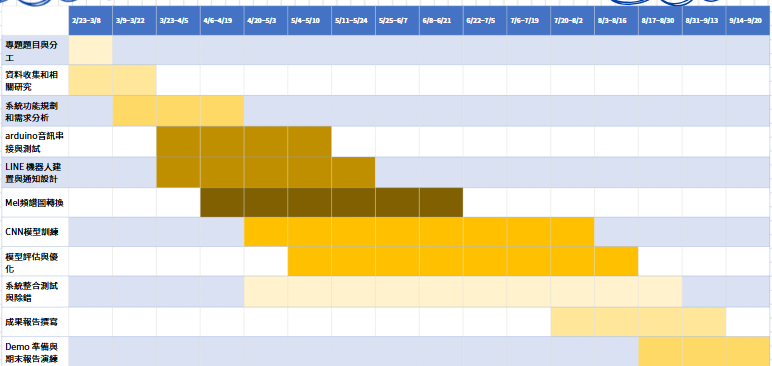 2/23~3/8 3/9~3/22 3/23~4/5 4/6~4/19 4/20~5/3 5/4~5/10 5/11~5/24 5/25~6/7 6/8~6/21 6/22~7/5 7/6~7/19 7/20~8/2 8/3~8/16 8/17~8/30 8/31~9/13 9/14~9/20
專題題目與分
工
資料收集和相
關研究
系統功能規劃
和需求分析
arduino音訊串
接與測試
LINE 機器人建
置與通知設計
Mel頻譜圖轉換
CNN模型訓練
模型評估與優
化
系統整合測試
與除錯
成果報告撰寫
Demo 準備與
期末報告演練